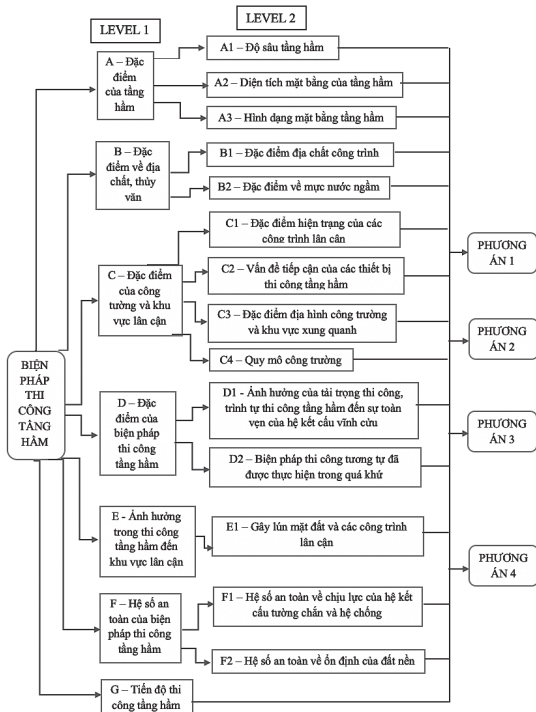 LEVEL 1
LEVEL 2
BIỆN
PHÁP
THI
CÔNG
TẦNG
HẦM
A – Đặc
điểm
của tầng
hầm
A1 – Độ sâu tầng hầm
A2 – Diện tích mặt bằng của tầng hầm
A3 – Hình dạng mặt bằng tầng hầm
B – Đặc
điểm về địa
chất, thủy
văn
B1 – Đặc điểm địa chất công trình
B2 – Đặc điểm về mực nước ngầm
C – Đặc điểm
của công
tường và khu
vực lân cận
C1 – Đặc điểm hiện trạng của các
công trình lân cân
C2 – Vấn đề tiếp cận của các thiết bị
thi công tầng hầm
C3 – Đặc điểm địa hình công trường
và khu vực xung quanh
C4 – Quy mô công trường
D – Đặc
điểm của
biện pháp
thi công
tầng hầm
D1 - Ảnh hưởng của tải trọng thi công,
trình tự thi công tầng hầm đến sự toàn
vẹn của hệ kết cấu vĩnh cửu
D2 – Biện pháp thi công tương tự đã
được thực hiện trong quá khứ
E - Ảnh hưởng
trong thi công
tầng hầm đến
khu vực lân cận
E1 – Gây lún mặt đất và các công trình
lân cận
F – Hệ số an
toàn của biện
pháp thi công
tầng hầm
F1 – Hệ số an toàn về chịu lực của hệ kết
cấu tường chắn và hệ chống
F2 – Hệ số an toàn về ổn định của đất nền
G – Tiến độ thi
công tầng hầm
PHƯƠNG
ÁN 1
PHƯƠNG
ÁN 2
PHƯƠNG
ÁN 3
PHƯƠNG
ÁN 4